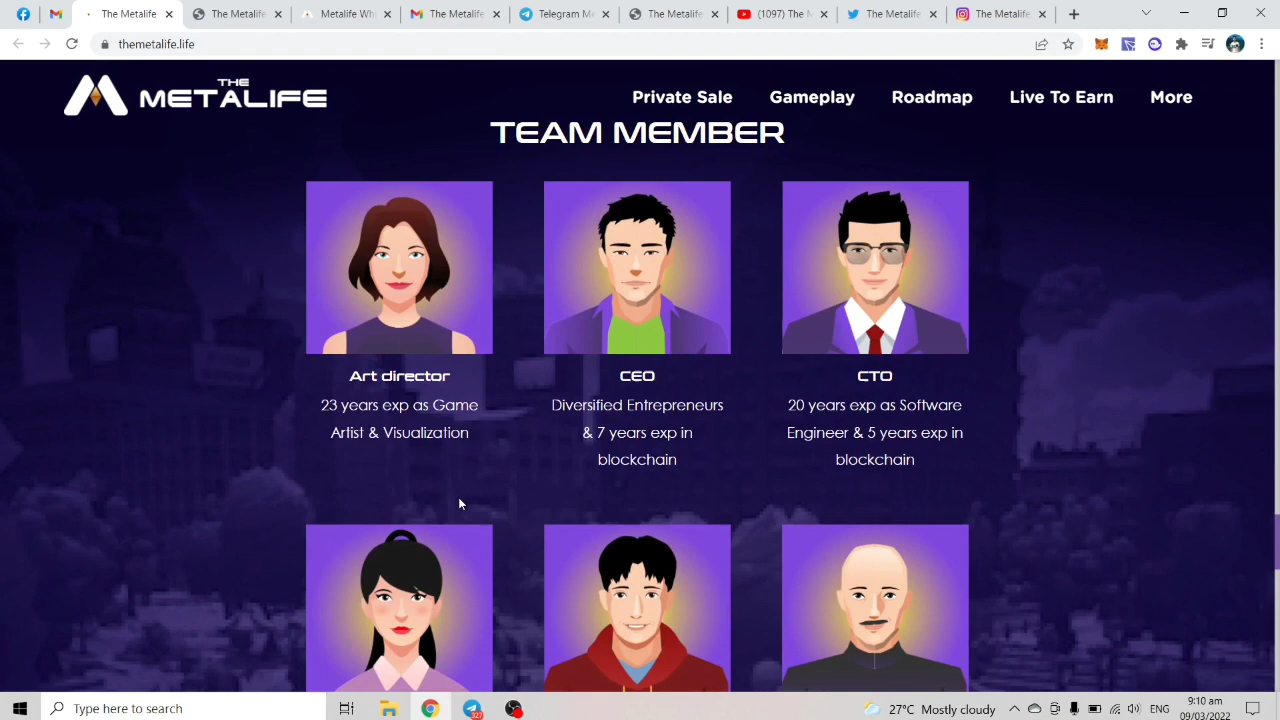 The Metalife
The Metalife
Metalife Wh
The Metalife
Telegram Me
The Metalife
(1097) The M
The Metalife
The Metalife
themetalife.life
THE
METALIFE
Private Sale
Gameplay
Roadmap
Live To Earn
More
TEAM MEMBER
Art director
23 years exp as Game
Artist & Visualization
CEO
Diversified Entrepreneurs
& 7 years exp in
blockchain
CTO
20 years exp as Software
Engineer & 5 years exp in
blockchain
Type here to search
327
27°C Mostly cloudy
ENG
9:10 am
09/03/2022